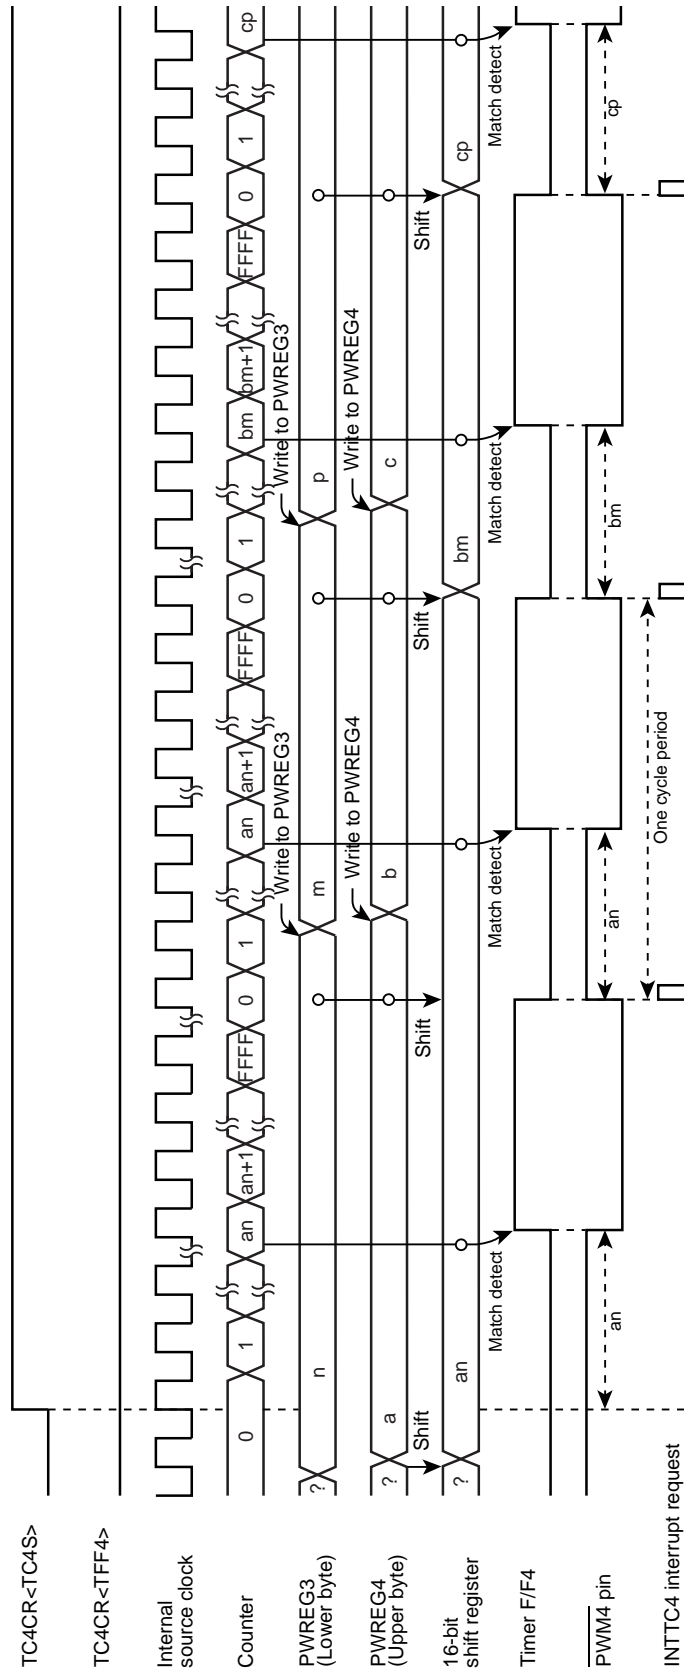 TC4CR<TC4S>
TC4CR<TFF4>
Internal
source clock
Counter
0
1
an
an+1
FFFF
0
1
an
an+1
FFFF
0
1
bm
bm+1
FFFF
0
1
cp
Write to PWREG3
Write to PWREG3
PWREG3
(Lower byte)
?
n
m
p
Write to PWREG4
Write to PWREG4
PWREG4
(Upper byte)
?
a
b
c
Shift
Shift
Shift
Shift
16-bit
shift register
?
an
bm
cp
Match detect
Match detect
Match detect
Match detect
Timer F/F4
PWM4 pin
an
an
bm
cp
One cycle period
INTTC4 interrupt request